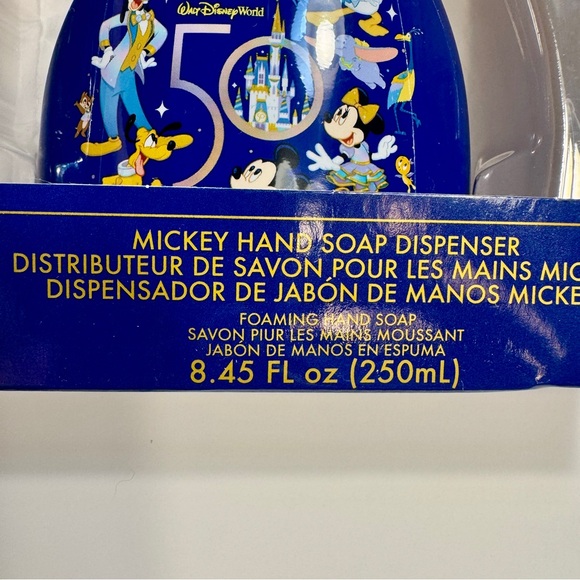 Walt Disney World
50
MICKEY HAND SOAP DISPENSER
DISTRIBUTEUR DE SAVON POUR LES MAINS MIC
DISPENSADOR DE JABÓN DE MANOS MICKE
FOAMING HAND SOAP
SAVON PIUR LES MAINS MOUSSANT
JABÓN DE MANOS EN ESPUMA
8.45 FL oz (250mL)